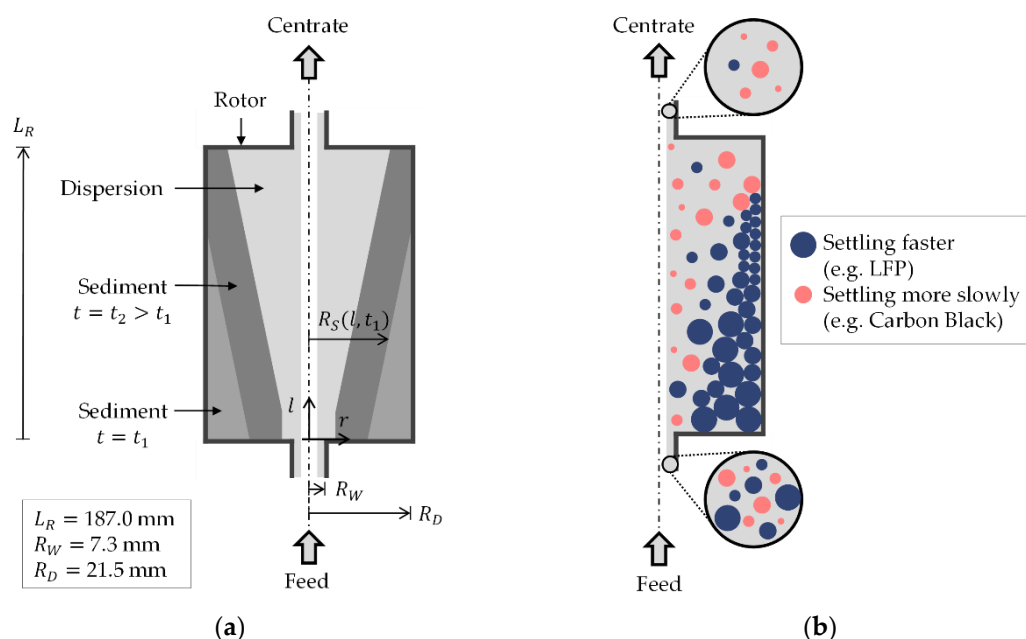 Centrate
Rotor
L_R
Dispersion
Sediment
t = t_2 > t_1
R_S(l, t_1)
Sediment
t = t_1
l
r
R_W
R_D
L_R = 187.0 mm
R_W = 7.3 mm
R_D = 21.5 mm
Feed
(a)
Centrate
Settling faster
(e.g. LFP)
Settling more slowly
(e.g. Carbon Black)
Feed
(b)